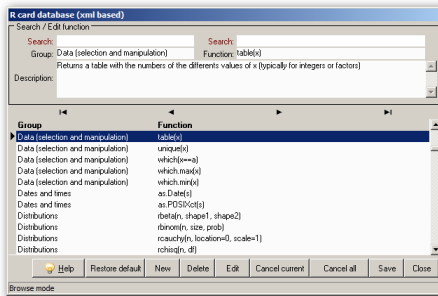 R card database (xml based)
Search / Edit function
Search: Search:
Group: Data (selection and manipulation) Function: table(x)
Returns a table with the numbers of the differents values of x (typically for integers or factors)
Description:
Group Function
Data (selection and manipulation) table(x)
Data (selection and manipulation) unique(x)
Data (selection and manipulation) which(x==a)
Data (selection and manipulation) which.max(x)
Data (selection and manipulation) which.min(x)
Dates and times as.Date(s)
Dates and times as.POSIXct(s)
Distributions rbeta(n, shape1, shape2)
Distributions rbinom(n, size, prob)
Distributions rcauchy(n, location=0, scale=1)
Distributions rchisq(n, df)
Help Restore default New Delete Edit Cancel current Cancel all Save Close
Browse mode